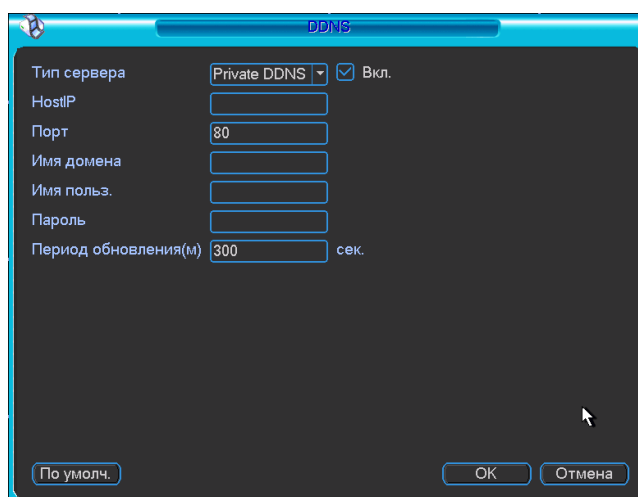 DDNS
Тип сервера Private DDNS Вкл.
HostIP
Порт 80
Имя домена
Имя польз.
Пароль
Период обновления(м) 300 сек.
По умолч. OK Отмена